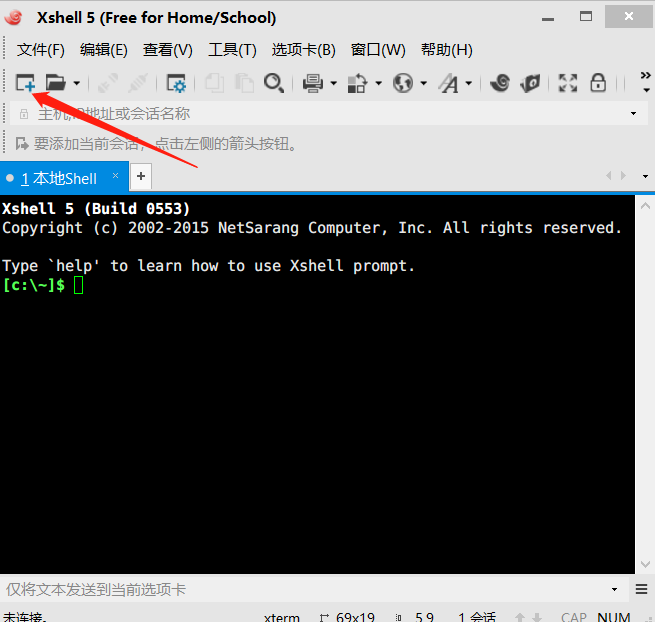 Xshell 5 (Free for Home/School)
文件(F) 编辑(E) 查看(V) 工具(T) 选项卡(B) 窗口(W) 帮助(H)
主机,IP地址或会话名称
要添加当前会话，点击左侧的箭头按钮。
1 本地Shell
Xshell 5 (Build 0553)
Copyright (c) 2002-2015 NetSarang Computer, Inc. All rights reserved.
Type `help' to learn how to use Xshell prompt.
[c:\~]$
仅将文本发送到当前选项卡
未连接。 xterm 69x19 5,9 1 会话 CAP NUM